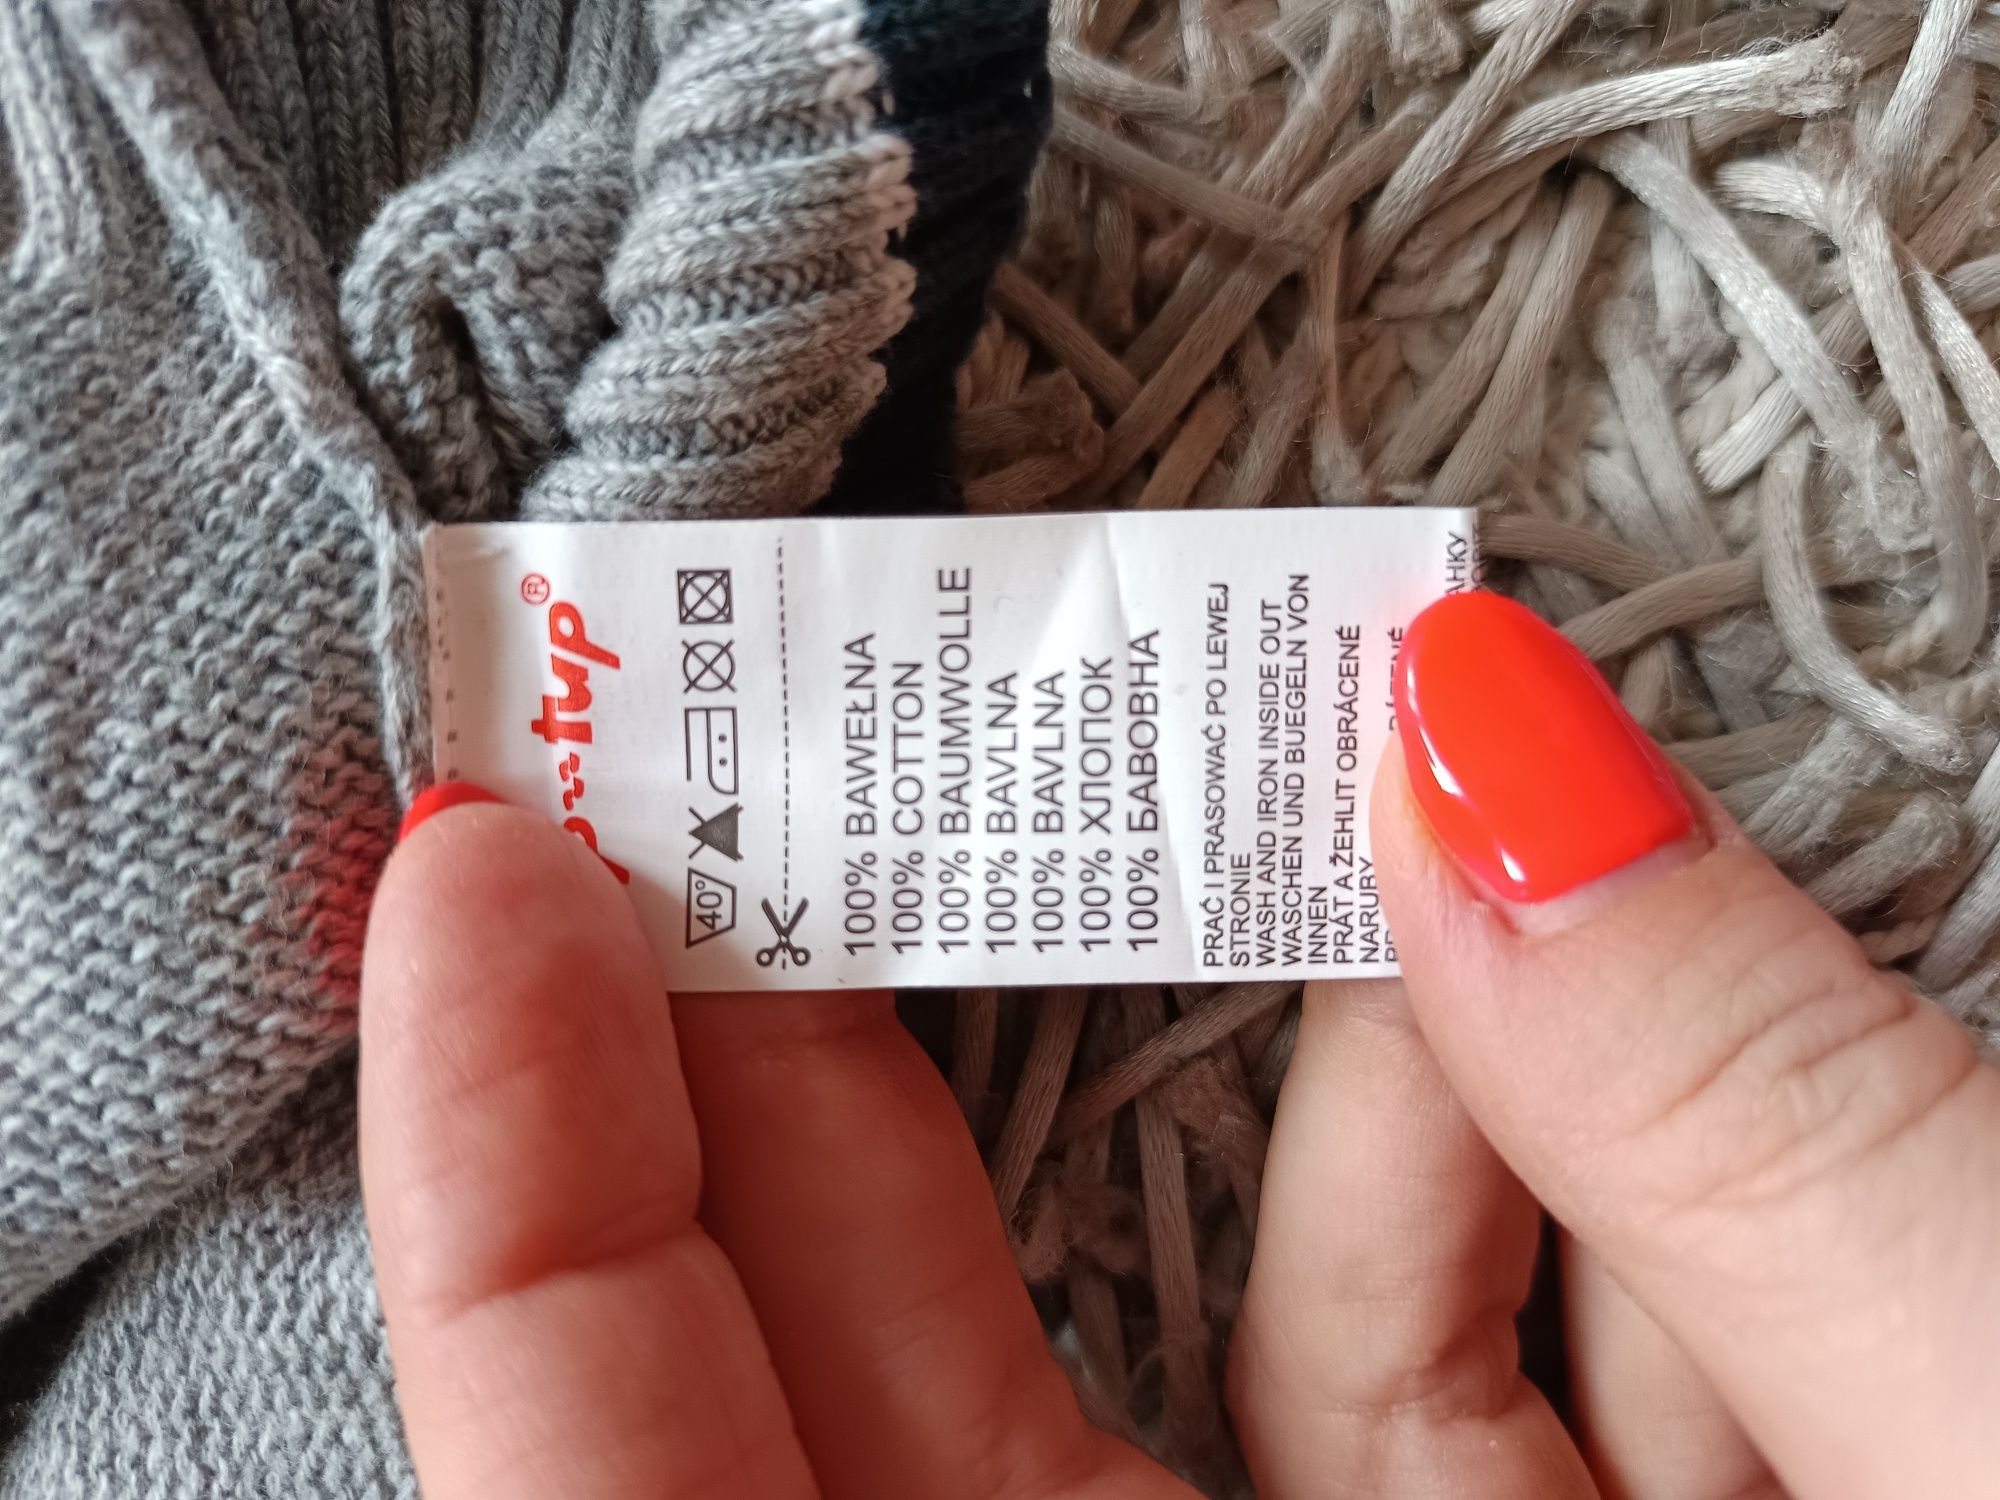 40°
100% BAWEŁNA
100% COTTON
100% BAUMWOLLE
100% BAVLNA
100% BAVLNA
100% ХЛОПОК
100% БАВОВНА
PRAĆ I PRASOWAĆ PO LEWEJ
STRONIE
WASH AND IRON INSIDE OUT
WASCHEN UND BUEGELN VON
INNEN
PRÁT A ŽEHLIT OBRÁCENÉ
NARUBY